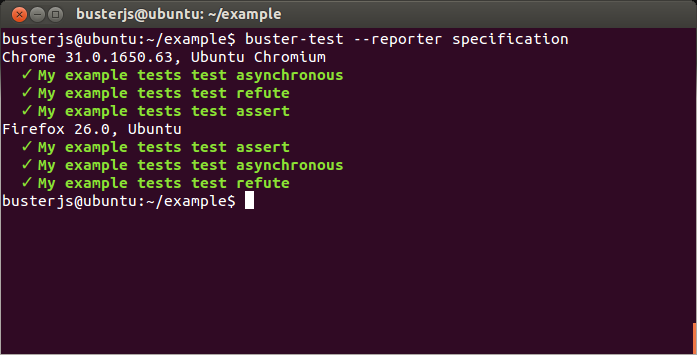 busterjs@ubuntu: ~/example
busterjs@ubuntu:~/example$ buster-test --reporter specification
Chrome 31.0.1650.63, Ubuntu Chromium
✓ My example tests test asynchronous
✓ My example tests test refute
✓ My example tests test assert
Firefox 26.0, Ubuntu
✓ My example tests test assert
✓ My example tests test asynchronous
✓ My example tests test refute
busterjs@ubuntu:~/example$